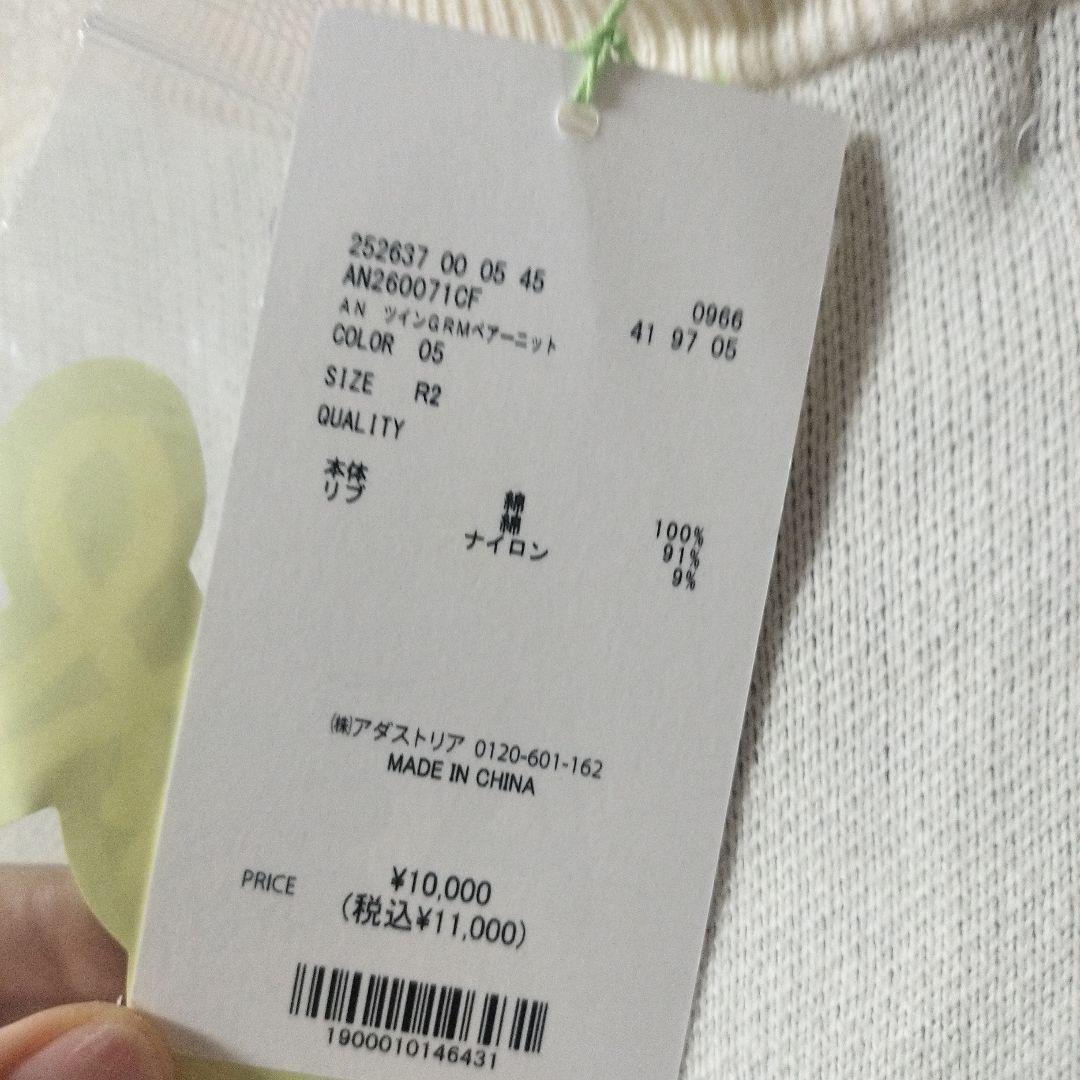 252637 00 05 45
AN260071CF 0966
AN ツインGRMベアーニット 41 97 05
COLOR 05
SIZE R2
QUALITY
本体 綿 100%
リブ 綿 91%
ナイロン 9%
㈱アダストリア 0120-601-162
MADE IN CHINA
PRICE ¥10,000
(税込¥11,000)
1900010146431